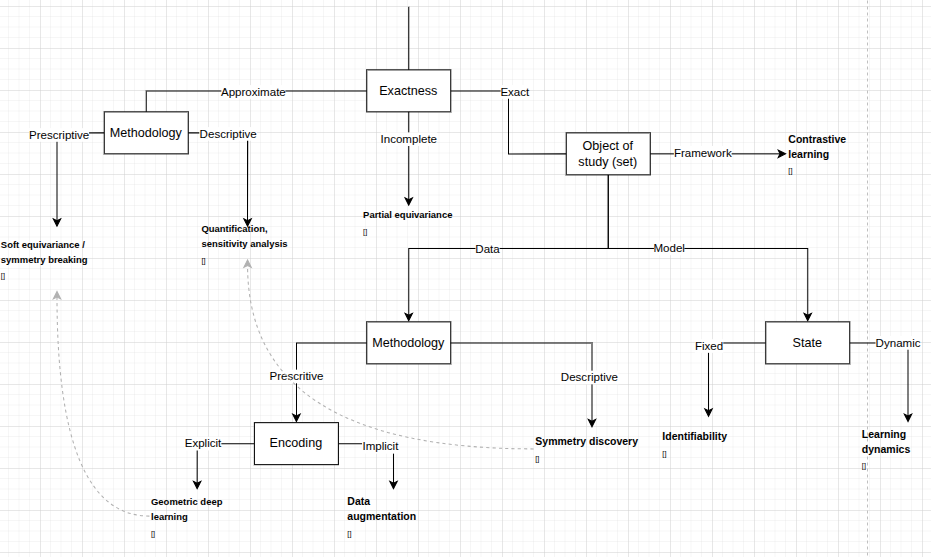 Exactness
Approximate
Exact
Methodology
Prescriptive
Descriptive
Incomplete
Object of
study (set)
Framework
Contrastive
learning
[]
Partial equivariance
[]
Quantification,
sensitivity analysis
[]
Soft equivariance /
symmetry breaking
[]
Data
Model
Methodology
State
Fixed
Dynamic
Prescritive
Descriptive
Encoding
Explicit
Implicit
Symmetry discovery
[]
Identifiability
[]
Learning
dynamics
[]
Geometric deep
learning
[]
Data
augmentation
[]